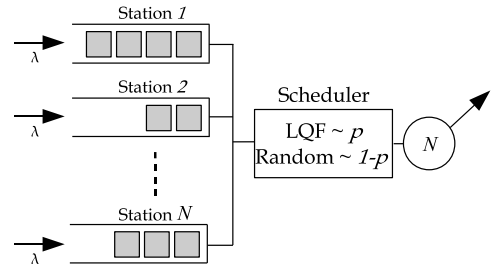 Station 1
λ
Station 2
λ
Station N
λ
Scheduler
LQF ~ p
Random ~ 1-p
N